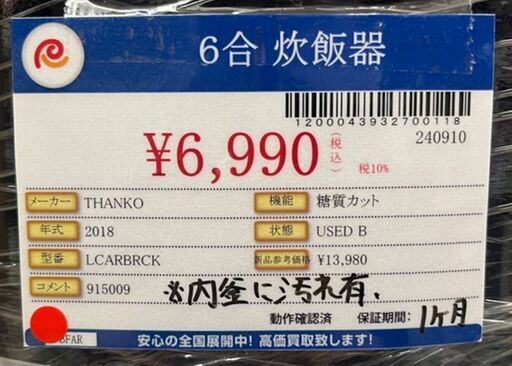 6合 炊飯器
1200043932700118
240910
¥6,990(税込) 税10%
メーカー THANKO 機能 糖質カット
年式 2018 状態 USED B
型番 LCARBRCK 新品参考価格 ¥13,980
コメント 915009
※内釜に汚れ有、
動作確認済 保証期間: 1ヶ月
BFAR
安心の全国展開中! 高価買取致します!